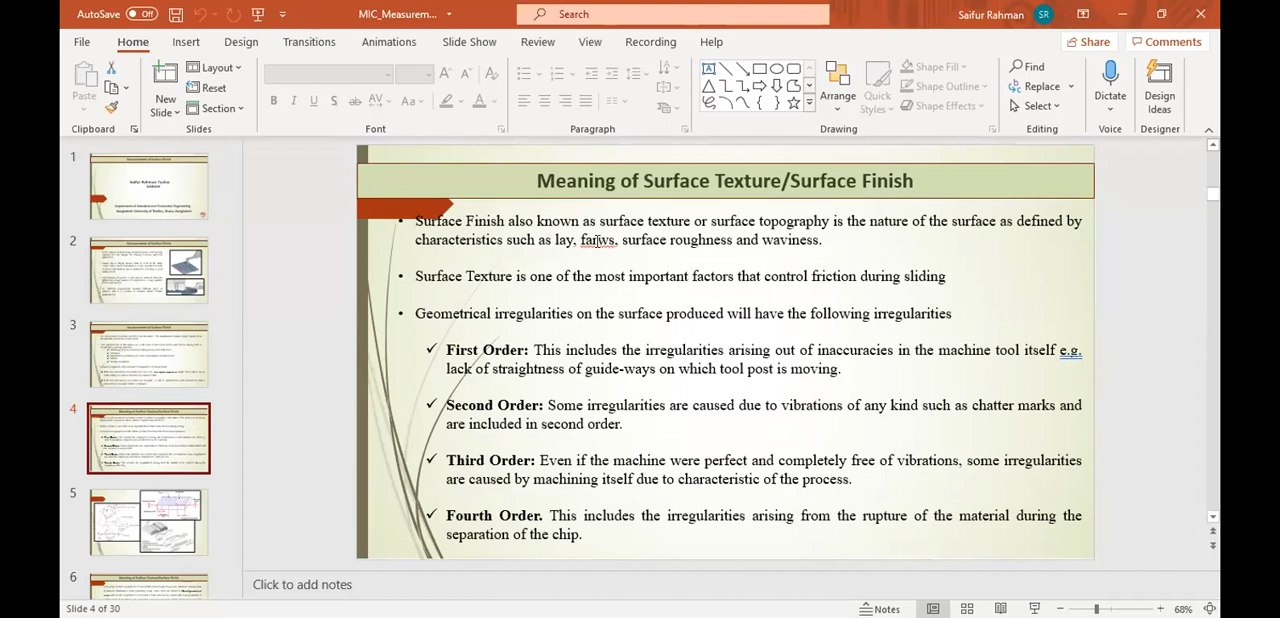 AutoSave Off MIC_Measurem... Search Saifur Rahman SR
File Home Insert Design Transitions Animations Slide Show Review View Recording Help Share Comments
Paste New Slide Layout Reset Section B I U S ab AV Aa A Arrange Quick Styles Shape Fill Shape Outline Shape Effects Find Replace Select Dictate Design Ideas
Clipboard Slides Font Paragraph Drawing Editing Voice Designer
1
2
3
4
5
6
Meaning of Surface Texture/Surface Finish
• Surface Finish also known as surface texture or surface topography is the nature of the surface as defined by
characteristics such as lay, surface roughness and waviness.
• Surface Texture is one of the most important factors that control friction during sliding
• Geometrical irregularities on the surface produced will have the following irregularities
✓ First Order: This includes the irregularities arising out of inaccuracies in the machine tool itself e.g.
lack of straightness of guide-ways on which tool post is moving.
✓ Second Order: Some irregularities are caused due to vibrations of any kind such as chatter marks and
are included in second order.
✓ Third Order: Even if the machine were perfect and completely free of vibrations, some irregularities
are caused by machining itself due to characteristic of the process.
✓ Fourth Order. This includes the irregularities arising from the rupture of the material during the
separation of the chip.
Click to add notes
Slide 4 of 30 Notes 68%